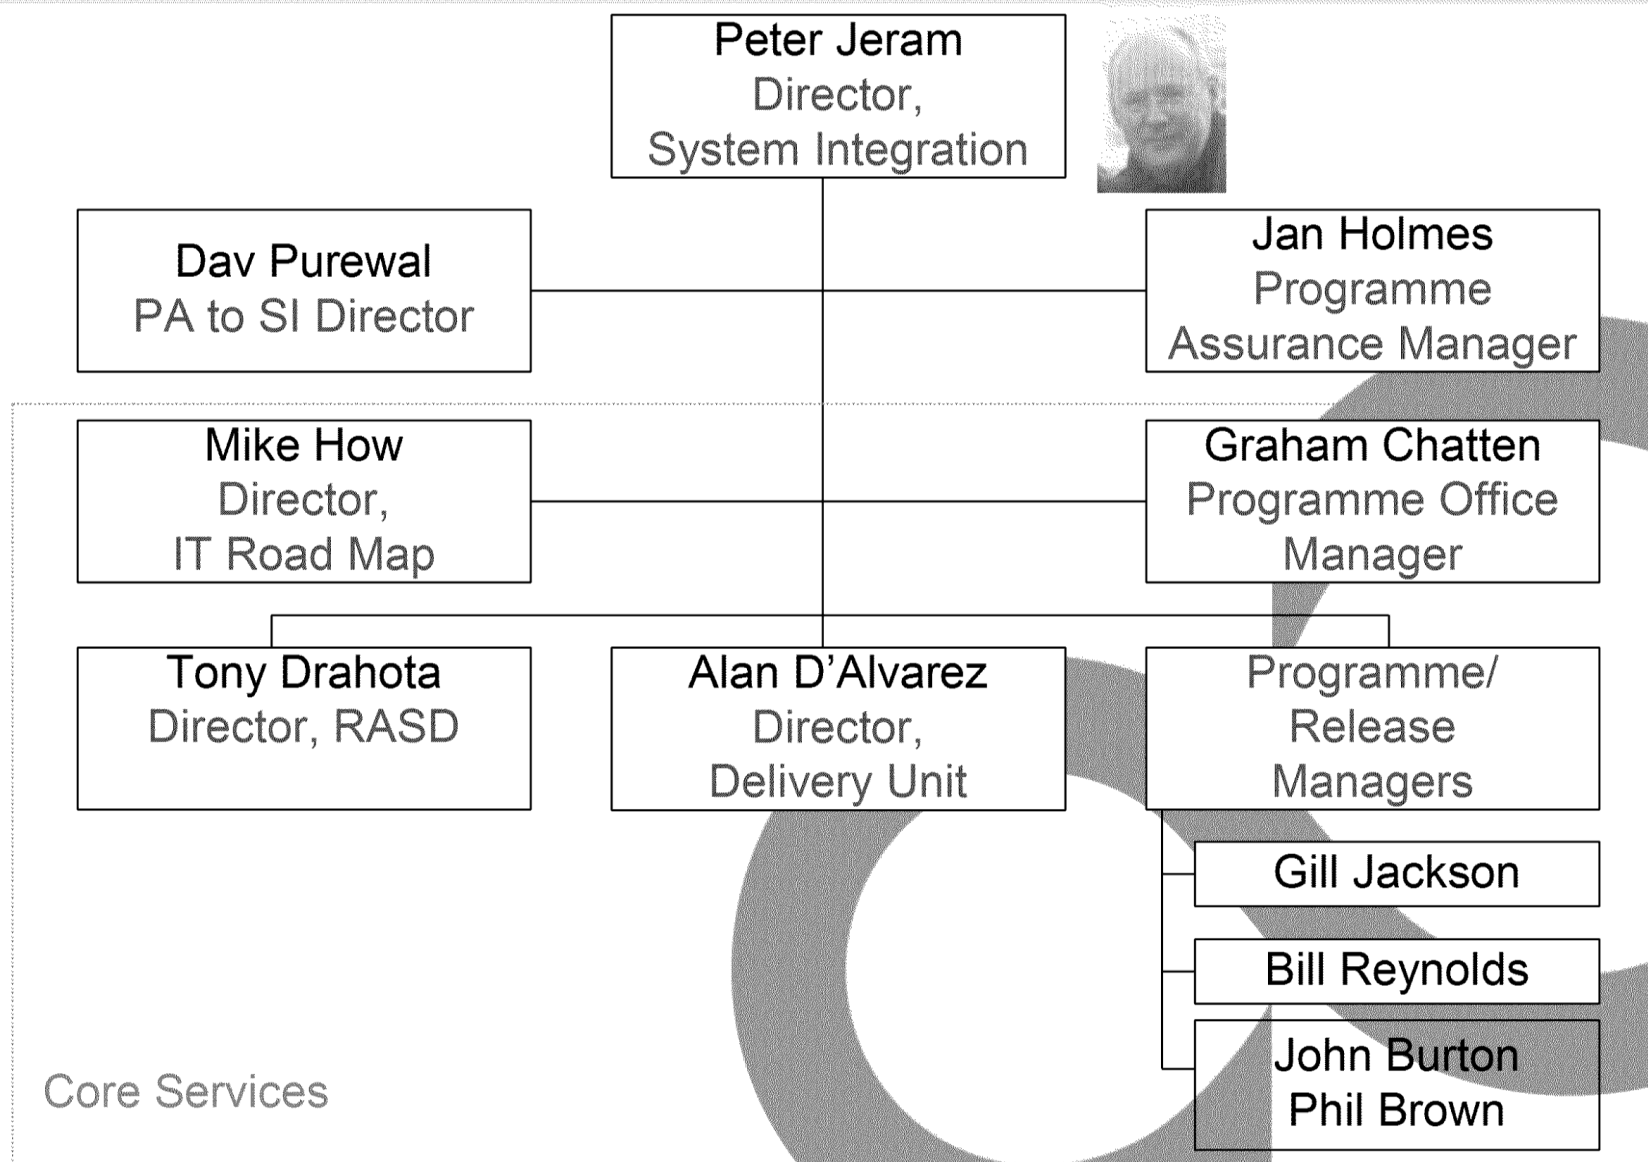 Peter Jeram
Director,
System Integration
Dav Purewal
PA to SI Director
Jan Holmes
Programme
Assurance Manager
Mike How
Director,
IT Road Map
Graham Chatten
Programme Office
Manager
Tony Drahota
Director, RASD
Alan D’Alvarez
Director,
Delivery Unit
Programme/
Release
Managers
Gill Jackson
Bill Reynolds
John Burton
Phil Brown
Core Services